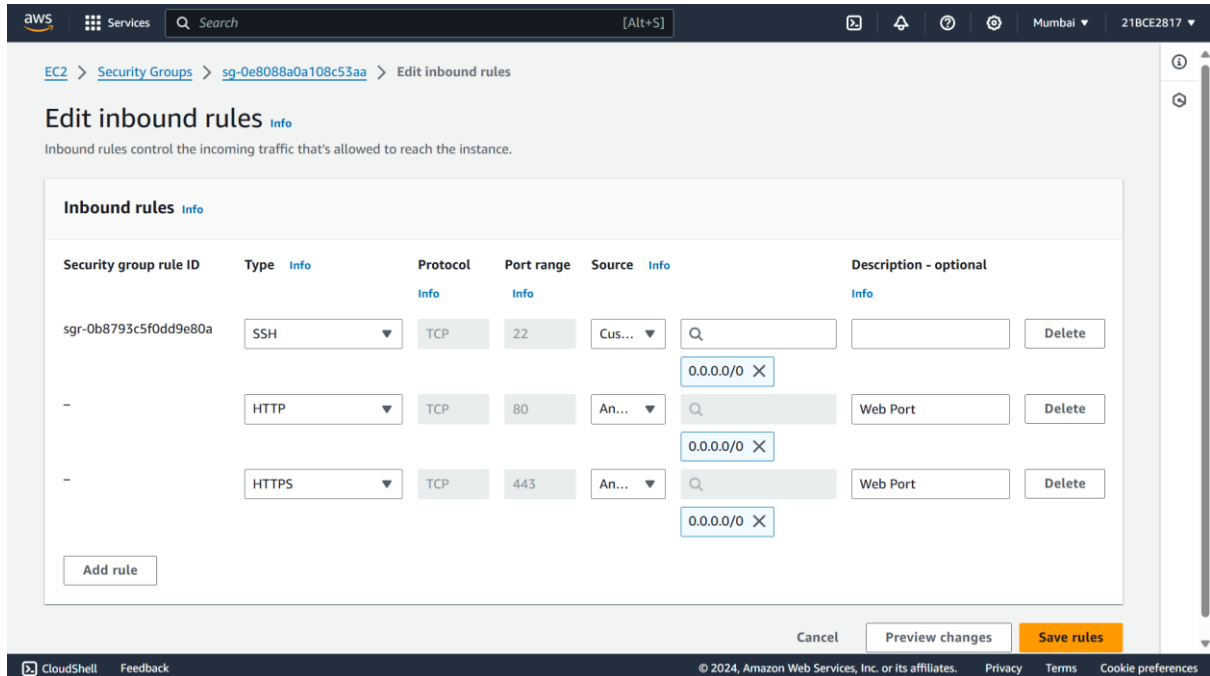 aws Services Search [Alt+S] Mumbai 21BCE2817
EC2 > Security Groups > sg-0e8088a0a108c53aa > Edit inbound rules
Edit inbound rules Info
Inbound rules control the incoming traffic that's allowed to reach the instance.
Inbound rules Info
Security group rule ID Type Info Protocol Port range Source Info Description - optional
Info Info Info
sgr-0b8793c5f0dd9e80a SSH TCP 22 Cus... Delete
0.0.0.0/0
– HTTP TCP 80 An... Web Port Delete
0.0.0.0/0
– HTTPS TCP 443 An... Web Port Delete
0.0.0.0/0
Add rule
Cancel Preview changes Save rules
CloudShell Feedback © 2024, Amazon Web Services, Inc. or its affiliates. Privacy Terms Cookie preferences